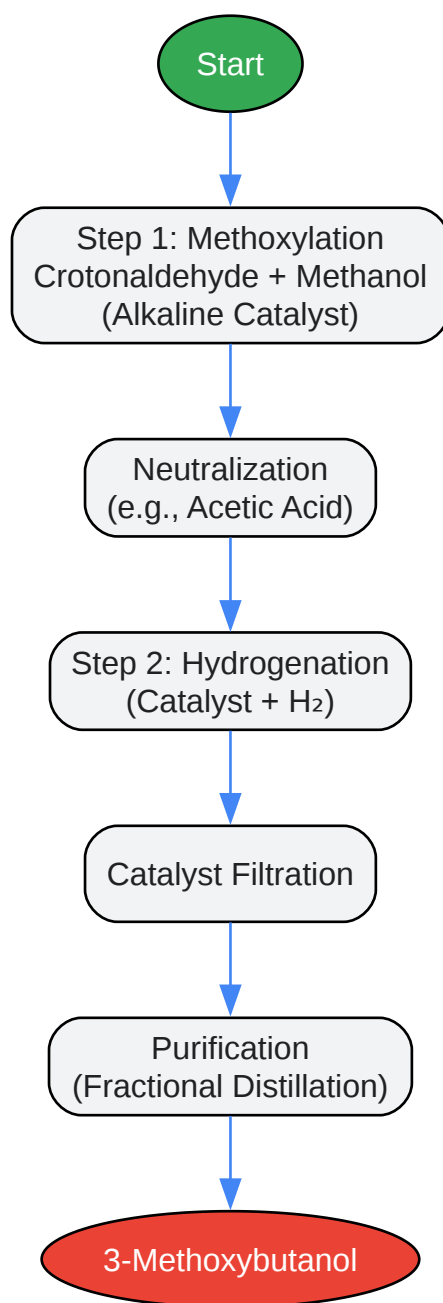 Start
Step 1: Methoxylation
Crotonaldehyde + Methanol
(Alkaline Catalyst)
Neutralization
(e.g., Acetic Acid)
Step 2: Hydrogenation
(Catalyst + H₂)
Catalyst Filtration
Purification
(Fractional Distillation)
3-Methoxybutanol